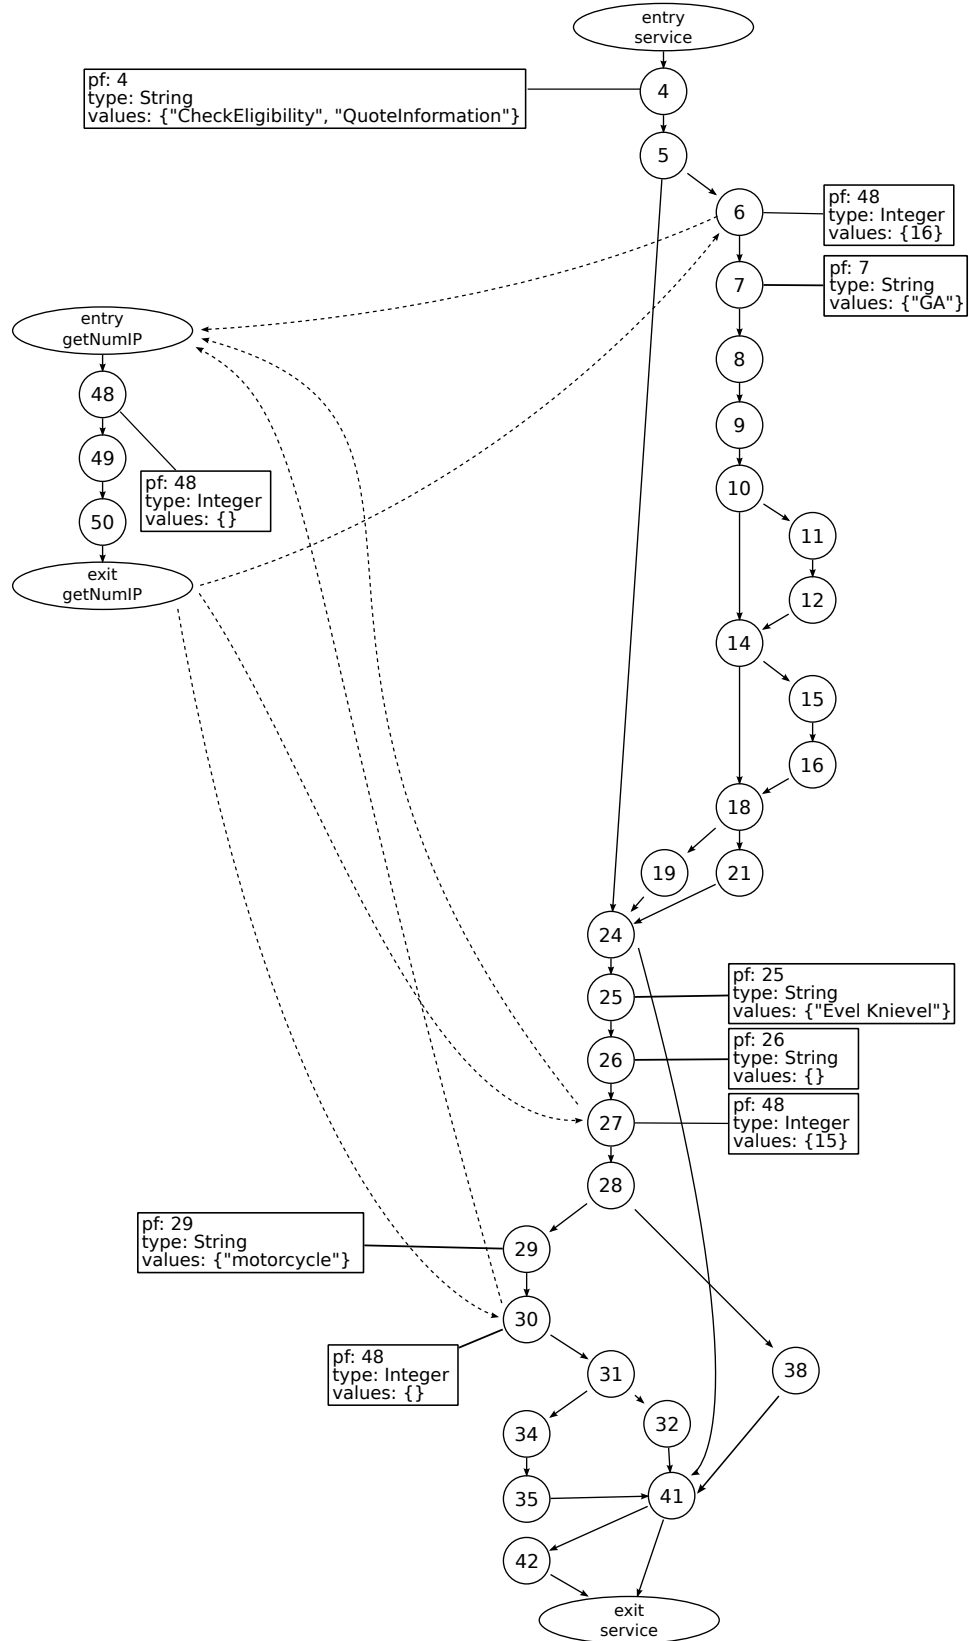 entry
service
4
pf: 4
type: String
values: {"CheckEligibility", "QuoteInformation"}
5
6
pf: 48
type: Integer
values: {16}
7
pf: 7
type: String
values: {"GA"}
entry
getNumIP
8
48
9
49
pf: 48
type: Integer
values: {}
10
50
11
exit
getNumIP
12
14
15
16
18
19
21
24
25
pf: 25
type: String
values: {"Evel Knievel"}
26
pf: 26
type: String
values: {}
27
pf: 48
type: Integer
values: {15}
28
pf: 29
type: String
values: {"motorcycle"}
29
30
pf: 48
type: Integer
values: {}
31
38
34
32
35
41
42
exit
service